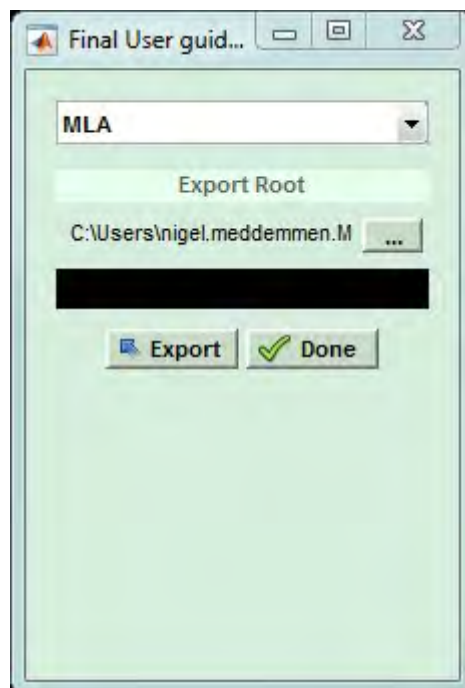 Final User guid...
MLA
Export Root
C:\Users\nigel.meddemmen.M ...
Export Done